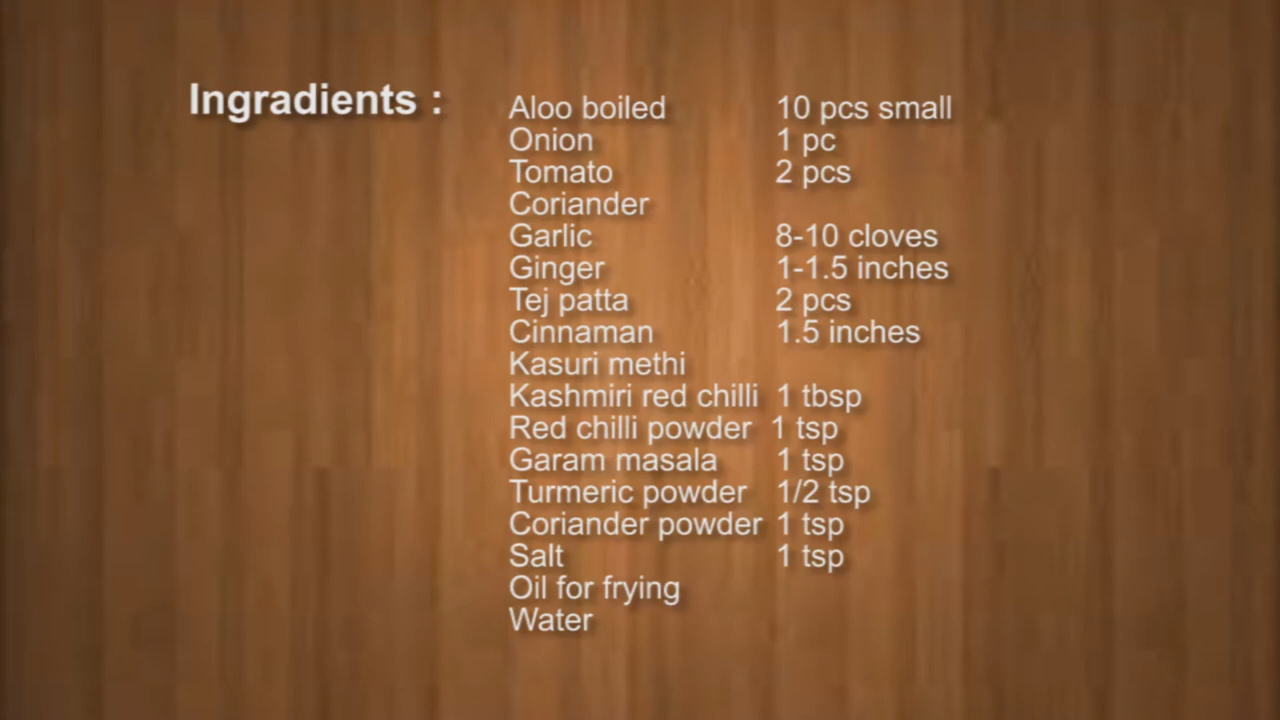 Ingradients :
Aloo boiled 10 pcs small
Onion 1 pc
Tomato 2 pcs
Coriander
Garlic 8-10 cloves
Ginger 1-1.5 inches
Tej patta 2 pcs
Cinnaman 1.5 inches
Kasuri methi
Kashmiri red chilli 1 tbsp
Red chilli powder 1 tsp
Garam masala 1 tsp
Turmeric powder 1/2 tsp
Coriander powder 1 tsp
Salt 1 tsp
Oil for frying
Water